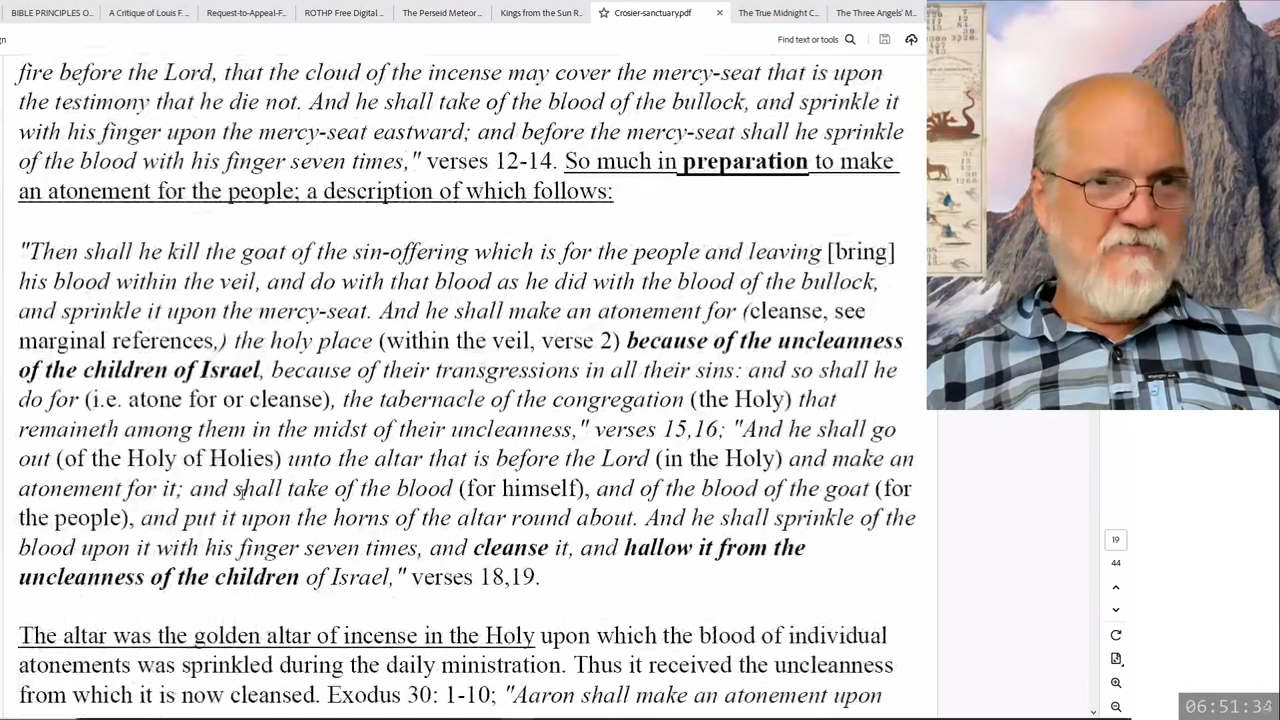 BIBLE PRINCIPLES O...
A Critique of Louis F. ...
Request-to-Appeal-F...
ROTHP Free Digital ...
The Perseid Meteor ...
Kings from the Sun R...
Crosier-sanctuary.pdf
The True Midnight C...
The Three Angels' M...
gn
Find text or tools
fire before the Lord, that the cloud of the incense may cover the mercy-seat that is upon
the testimony that he die not. And he shall take of the blood of the bullock, and sprinkle it
with his finger upon the mercy-seat eastward; and before the mercy-seat shall he sprinkle
of the blood with his finger seven times," verses 12-14. So much in preparation to make
an atonement for the people; a description of which follows:
"Then shall he kill the goat of the sin-offering which is for the people and leaving [bring]
his blood within the veil, and do with that blood as he did with the blood of the bullock,
and sprinkle it upon the mercy-seat. And he shall make an atonement for (cleanse, see
marginal references,) the holy place (within the veil, verse 2) because of the uncleanness
of the children of Israel, because of their transgressions in all their sins: and so shall he
do for (i.e. atone for or cleanse), the tabernacle of the congregation (the Holy) that
remaineth among them in the midst of their uncleanness," verses 15,16; "And he shall go
out (of the Holy of Holies) unto the altar that is before the Lord (in the Holy) and make an
atonement for it; and shall take of the blood (for himself), and of the blood of the goat (for
the people), and put it upon the horns of the altar round about. And he shall sprinkle of the
blood upon it with his finger seven times, and cleanse it, and hallow it from the
uncleanness of the children of Israel," verses 18,19.
The altar was the golden altar of incense in the Holy upon which the blood of individual
atonements was sprinkled during the daily ministration. Thus it received the uncleanness
from which it is now cleansed. Exodus 30: 1-10; "Aaron shall make an atonement upon
19
44
06:51:34